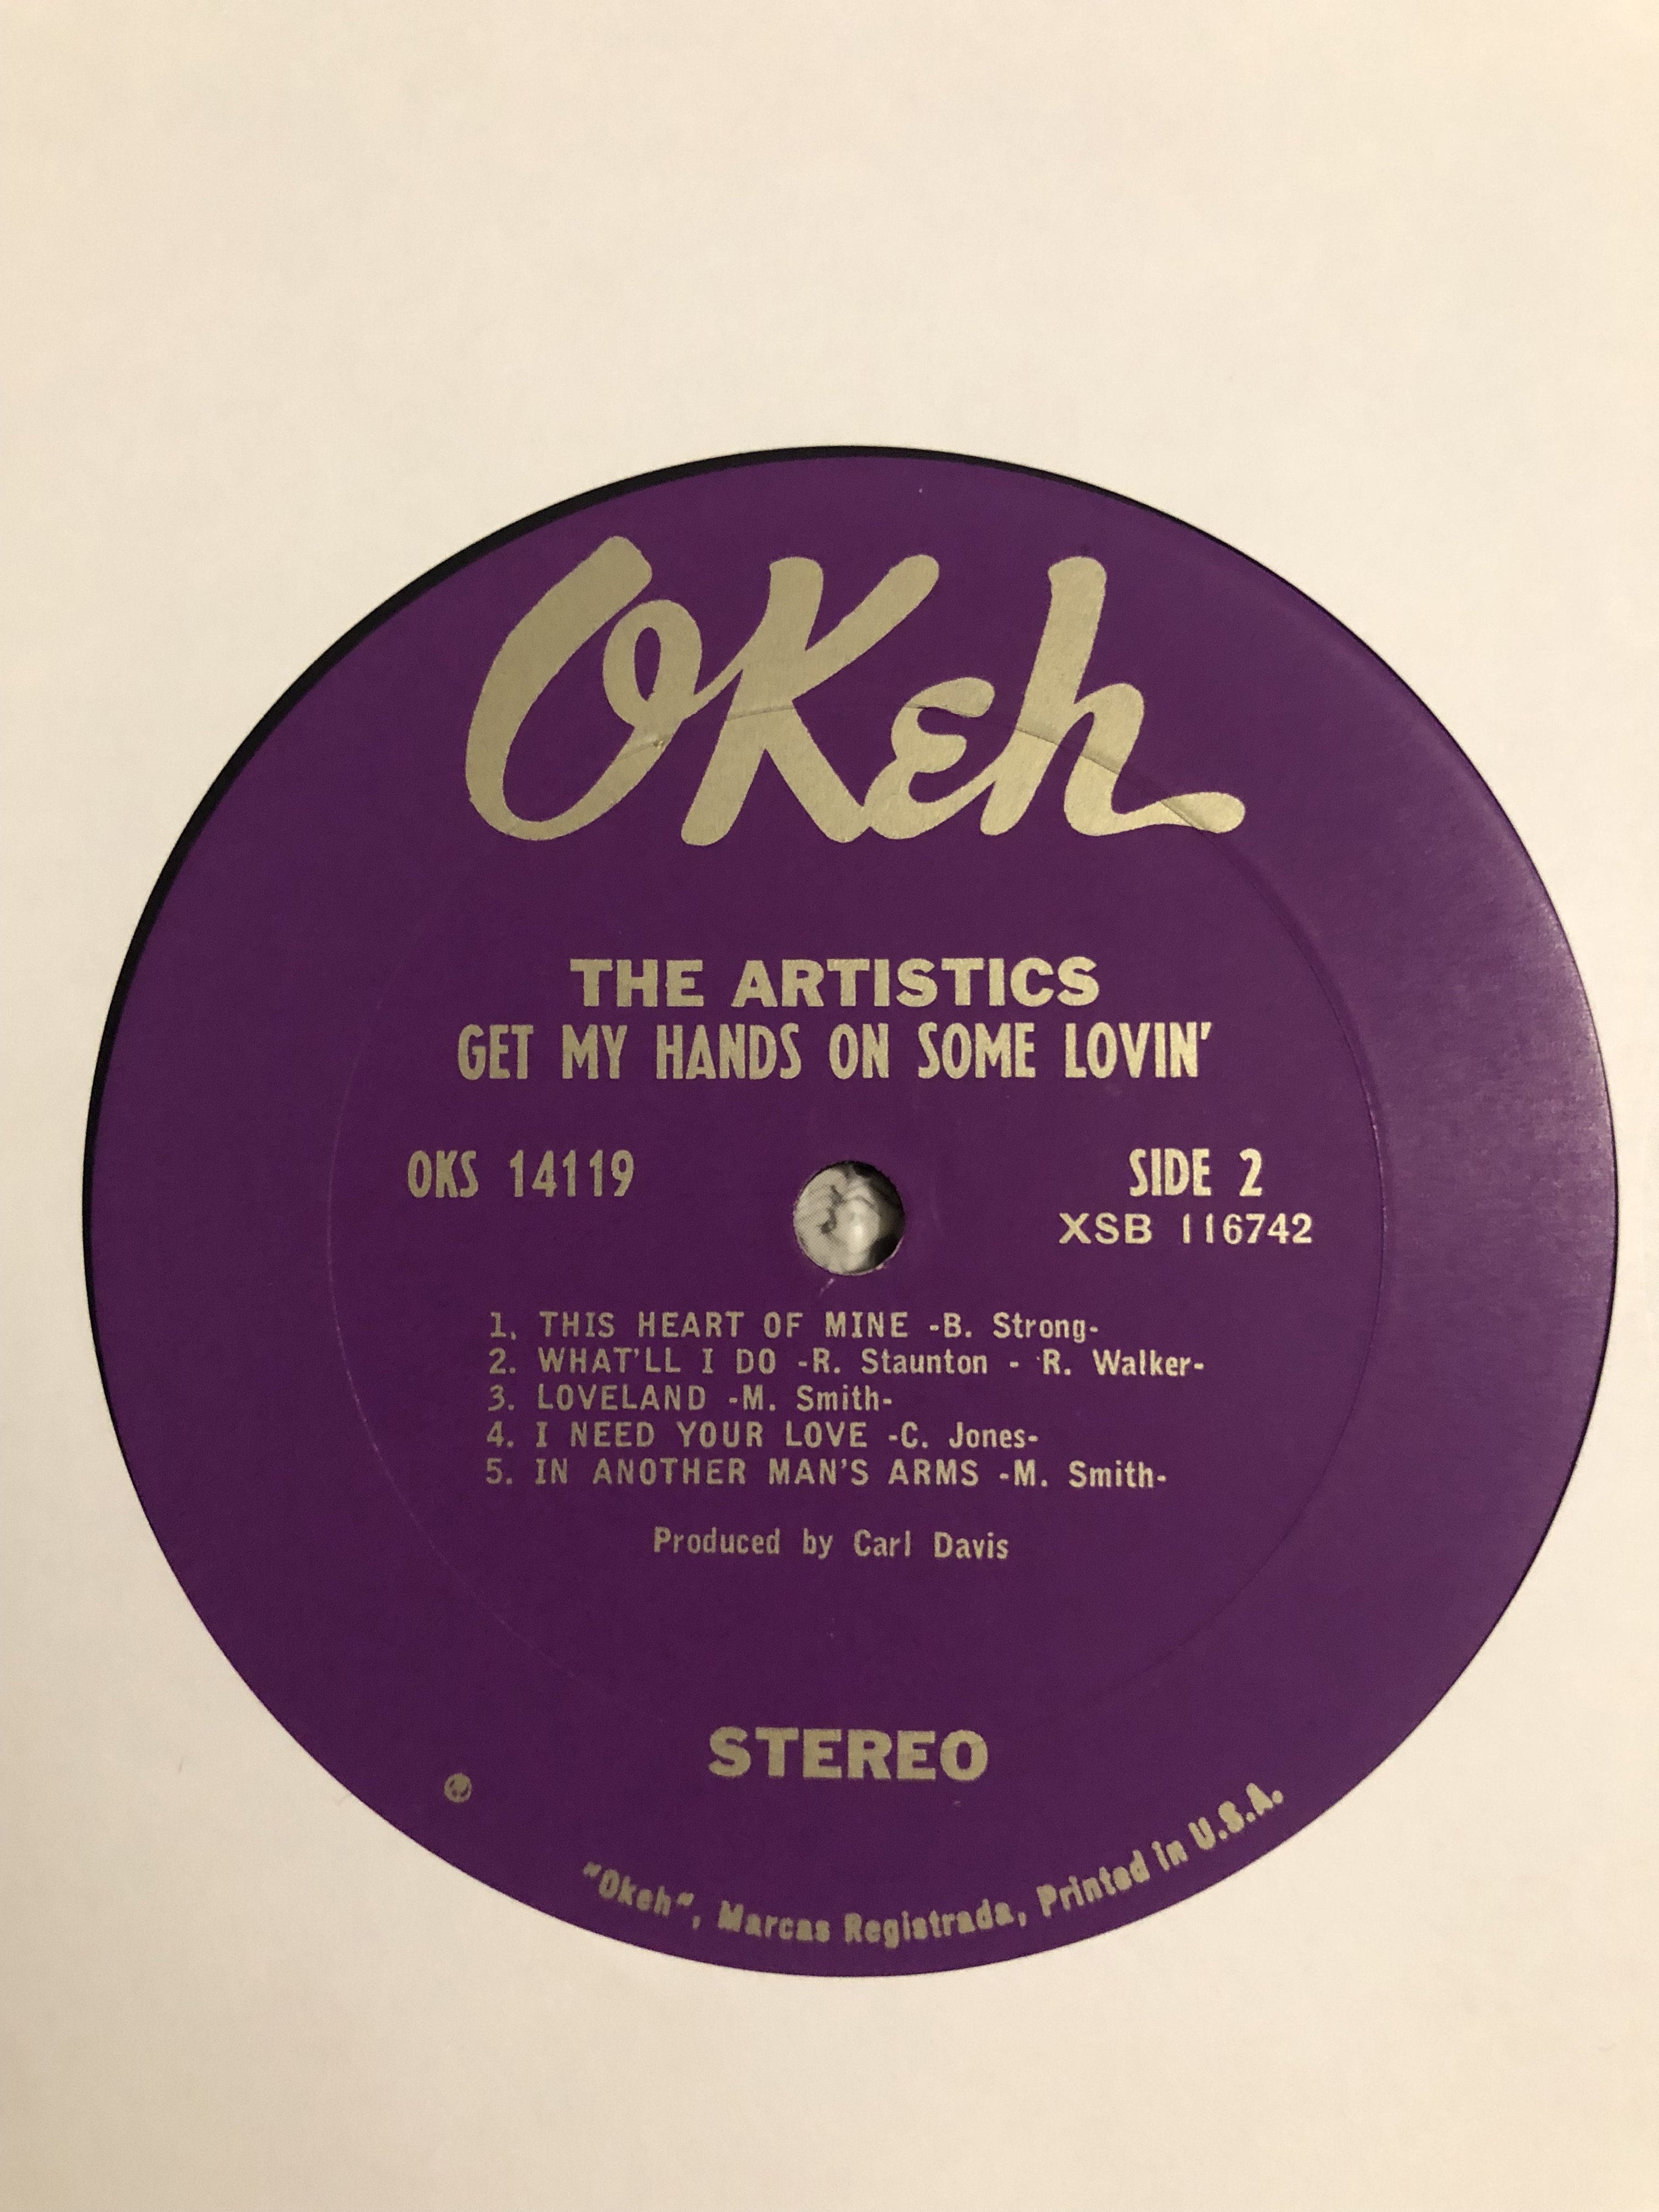 OKeh
THE ARTISTICS
GET MY HANDS ON SOME LOVIN'
OKS 14119
SIDE 2
XSB 116742
1. THIS HEART OF MINE -B. Strong-
2. WHAT'LL I DO -R. Staunton - R. Walker-
3. LOVELAND -M. Smith-
4. I NEED YOUR LOVE -C. Jones-
5. IN ANOTHER MAN'S ARMS -M. Smith-
Produced by Carl Davis
STEREO
"Okeh", Marcas Registrada, Printed in U.S.A.